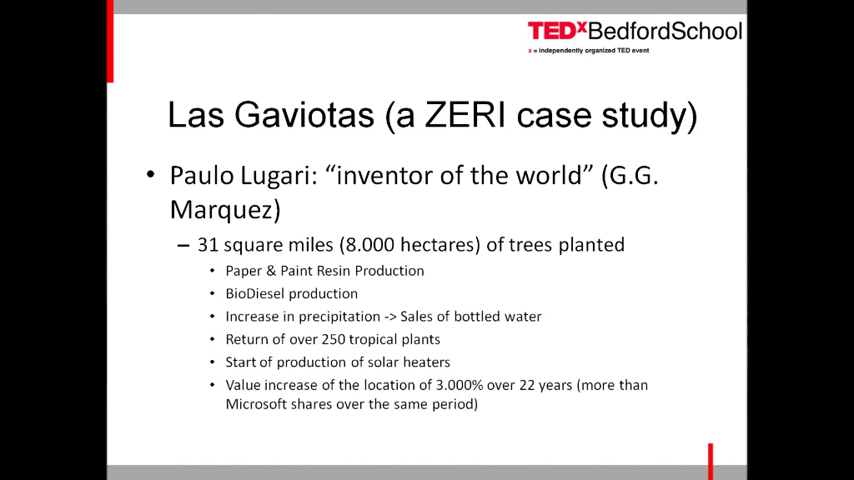 TEDxBedfordSchool
x = independently organized TED event
Las Gaviotas (a ZERI case study)
• Paulo Lugari: “inventor of the world” (G.G.
Marquez)
– 31 square miles (8.000 hectares) of trees planted
• Paper & Paint Resin Production
• BioDiesel production
• Increase in precipitation -> Sales of bottled water
• Return of over 250 tropical plants
• Start of production of solar heaters
• Value increase of the location of 3.000% over 22 years (more than
Microsoft shares over the same period)